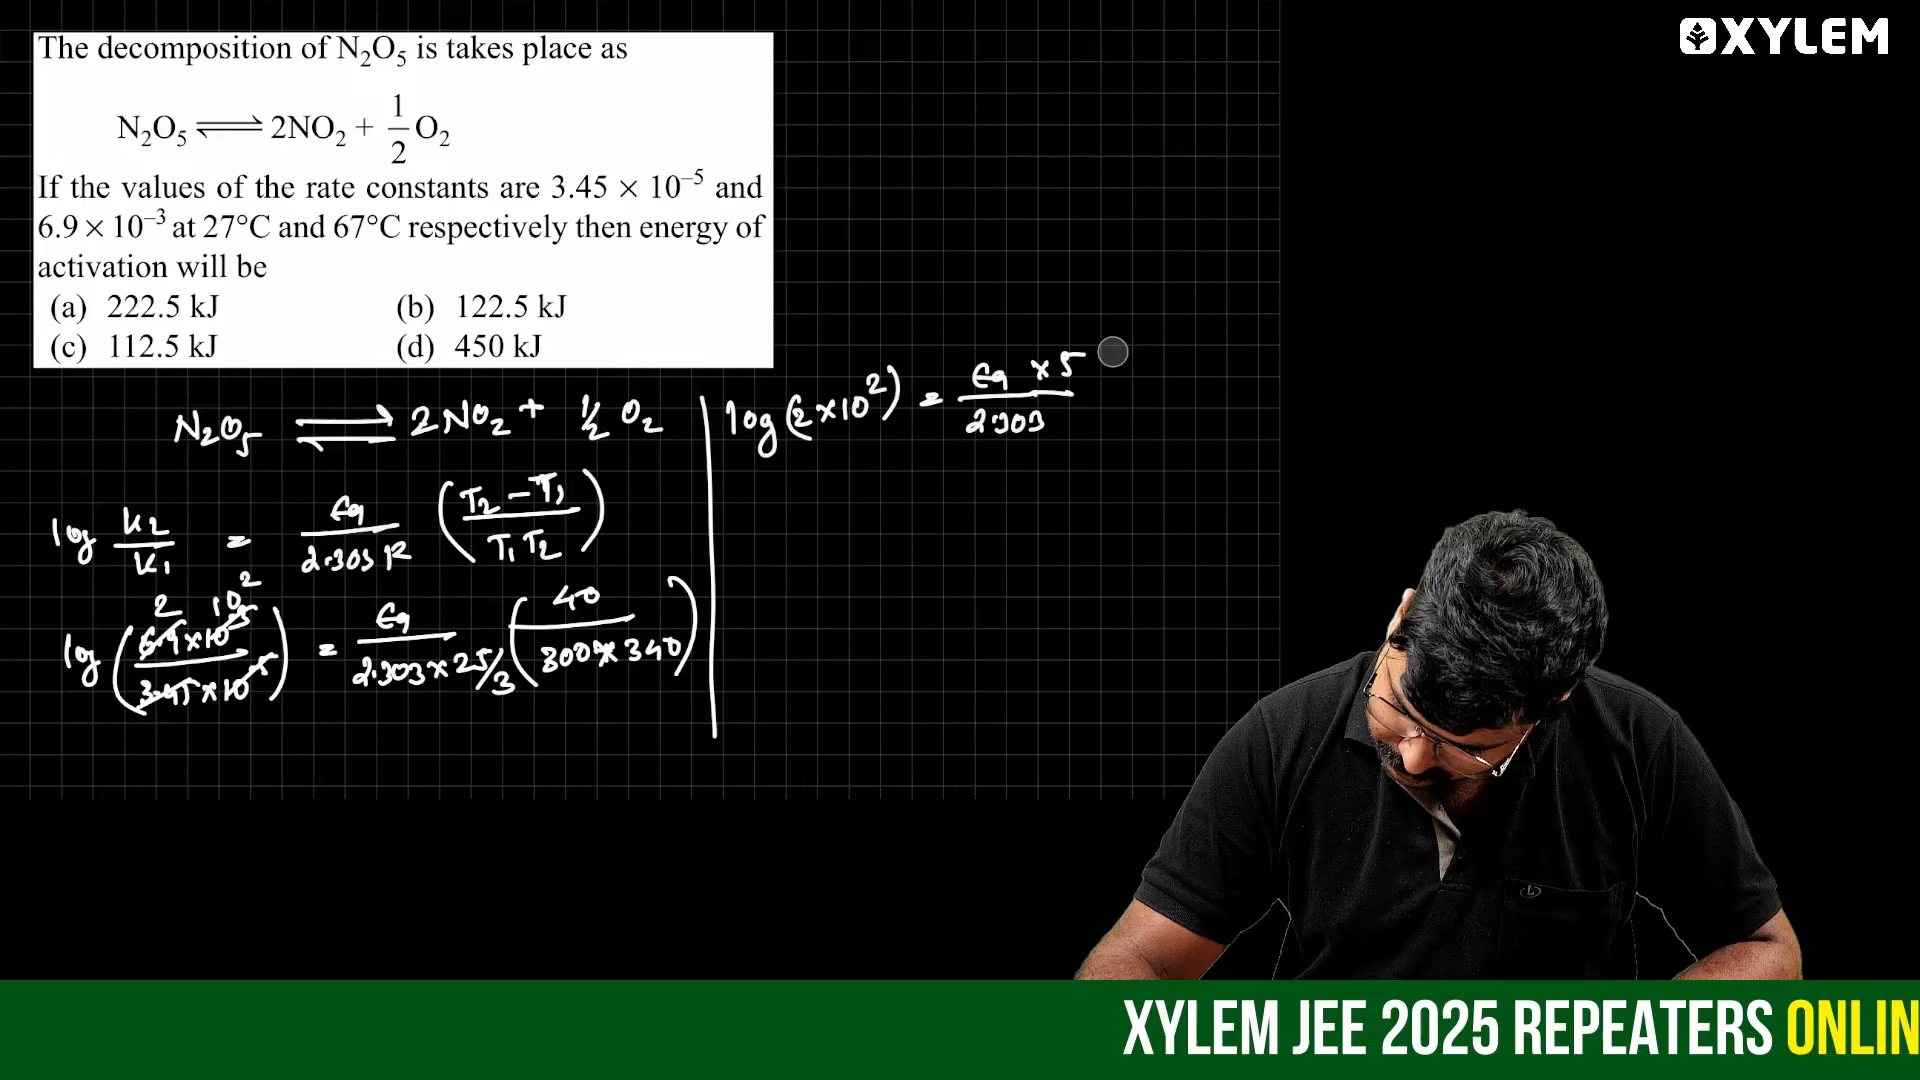 XYLEM
The decomposition of N₂O₅ is takes place as
N₂O₅ ⇌ 2NO₂ + 1/2 O₂
If the values of the rate constants are 3.45 × 10⁻⁵ and
6.9 × 10⁻³ at 27°C and 67°C respectively then energy of
activation will be
(a) 222.5 kJ (b) 122.5 kJ
(c) 112.5 kJ (d) 450 kJ
N₂O₅ ⇌ 2NO₂ + ½ O₂
log K₂/K₁ = Ea/2.303 R (T₂ − T₁/T₁ T₂)
2 10²
log (6.9 × 10⁻³/3.45 × 10⁻⁵) = Ea/2.303 × 25/3 (40/300 × 340)
log (2 × 10²) = Ea × 5/2.303
XYLEM JEE 2025 REPEATERS ONLIN